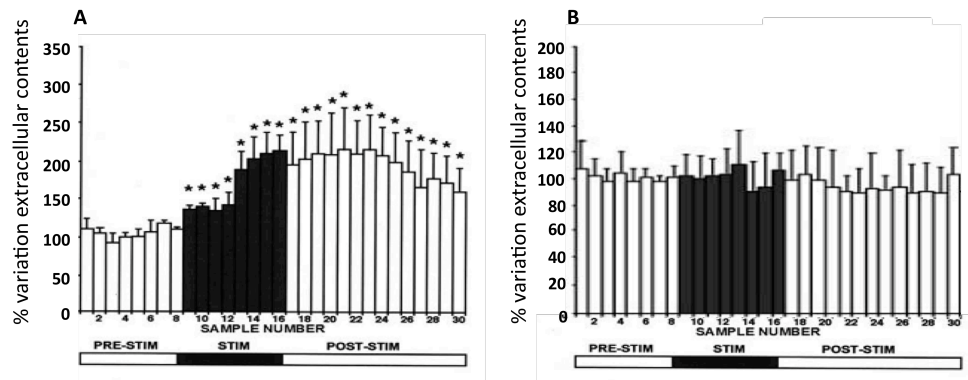 A
% variation extracellular contents
350
300
250
200
150
100
50
0
* * * * * * * * * * * * * * * * * * * * *
2 4 6 8 10 12 14 16 18 20 22 24 26 28 30
SAMPLE NUMBER
PRE-STIM STIM POST-STIM
B
% variation extracellular contents
200
180
160
140
120
100
80
60
40
20
0
2 4 6 8 10 12 14 16 18 20 22 24 26 28 30
SAMPLE NUMBER
PRE-STIM STIM POST-STIM